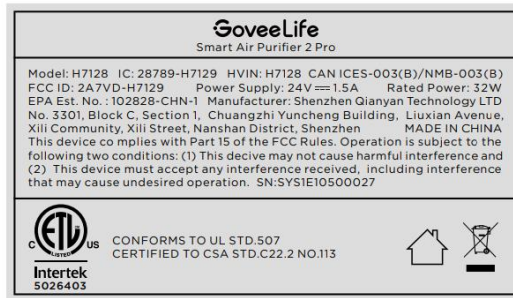 GoveeLife
Smart Air Purifier 2 Pro
Model: H7128 IC: 28789-H7129 HVIN: H7128 CAN ICES-003(B)/NMB-003(B)
FCC ID: 2A7VD-H7129 Power Supply: 24V⎓1.5A Rated Power: 32W
EPA Est. No. : 102828-CHN-1 Manufacturer: Shenzhen Qianyan Technology LTD
No. 3301, Block C, Section 1, Chuangzhi Yuncheng Building, Liuxian Avenue,
Xili Community, Xili Street, Nanshan District, Shenzhen MADE IN CHINA
This device co mplies with Part 15 of the FCC Rules. Operation is subject to the
following two conditions: (1) This decive may not cause harmful interference and
(2) This device must accept any interference received, including interference
that may cause undesired operation. SN:SYS1E10500027
C ETL LISTED US
CONFORMS TO UL STD.507
CERTIFIED TO CSA STD.C22.2 NO.113
Intertek
5026403